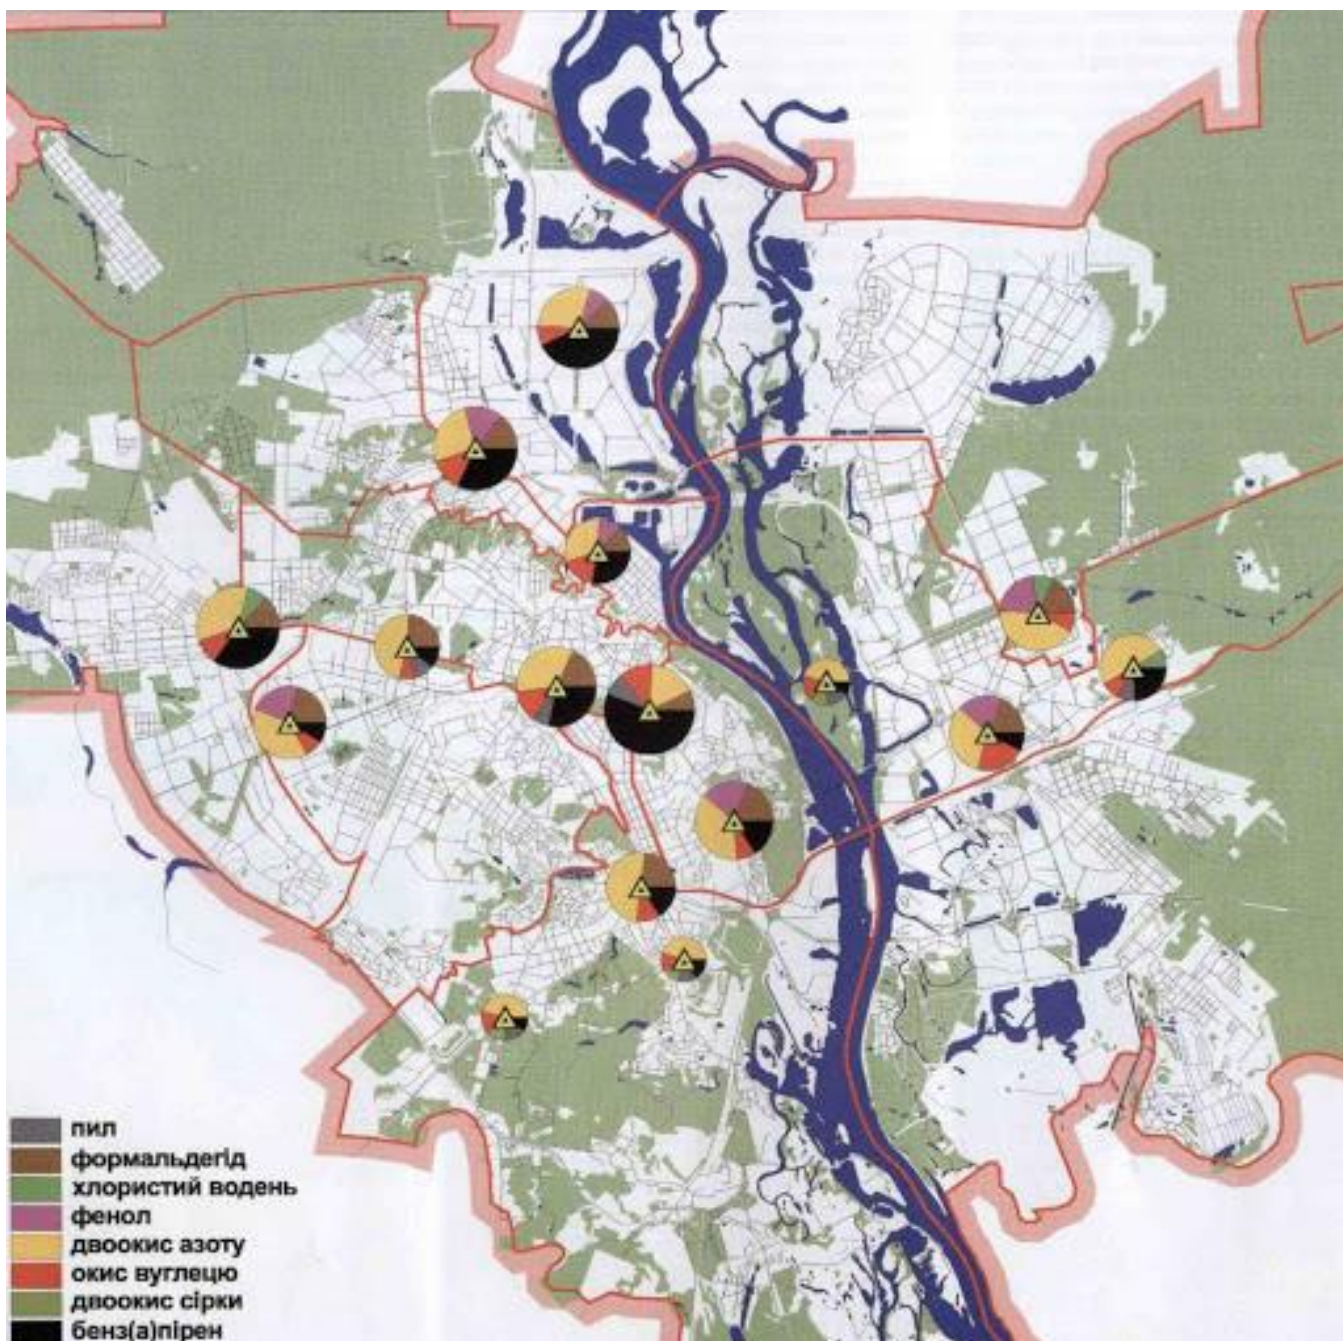 пил
формальдегід
хлористий водень
фенол
двоокис азоту
окис вуглецю
двоокис сірки
бенз(а)пірен